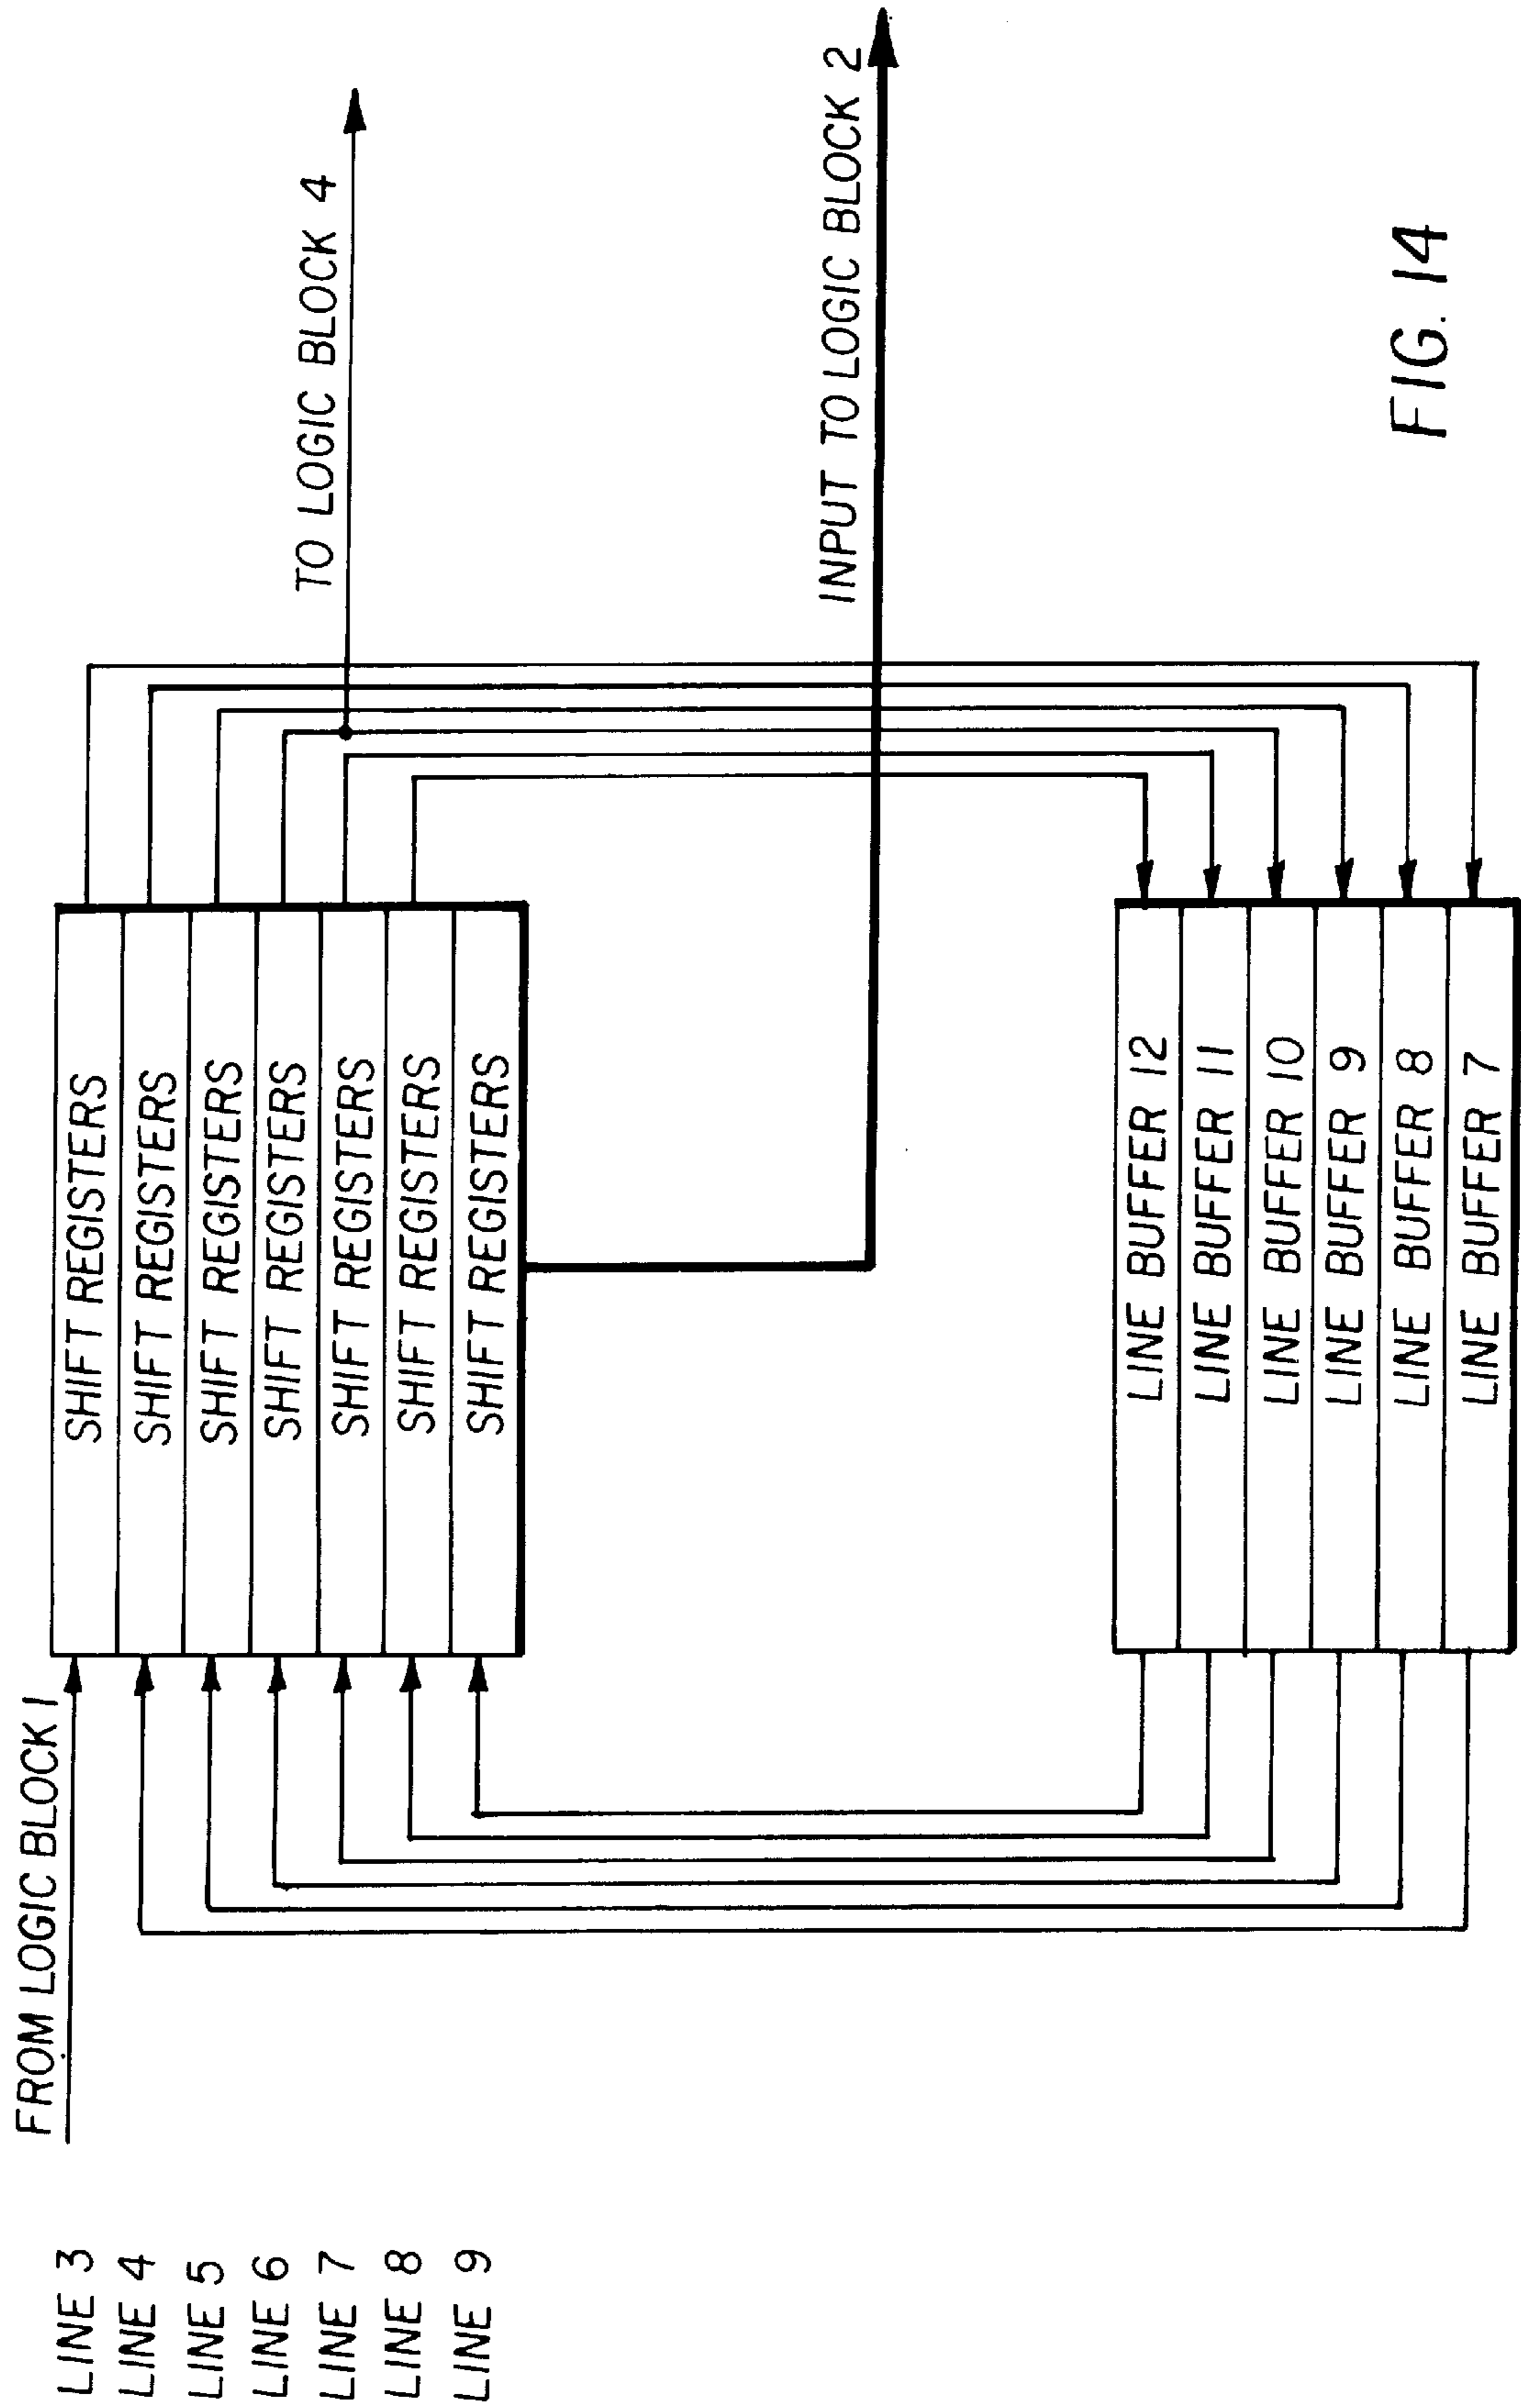 FROM LOGIC BLOCK 1
LINE 3
LINE 4
LINE 5
LINE 6
LINE 7
LINE 8
LINE 9
SHIFT REGISTERS
SHIFT REGISTERS
SHIFT REGISTERS
SHIFT REGISTERS
SHIFT REGISTERS
SHIFT REGISTERS
SHIFT REGISTERS
TO LOGIC BLOCK 4
INPUT TO LOGIC BLOCK 2
LINE BUFFER 12
LINE BUFFER 11
LINE BUFFER 10
LINE BUFFER 9
LINE BUFFER 8
LINE BUFFER 7
FIG. 14